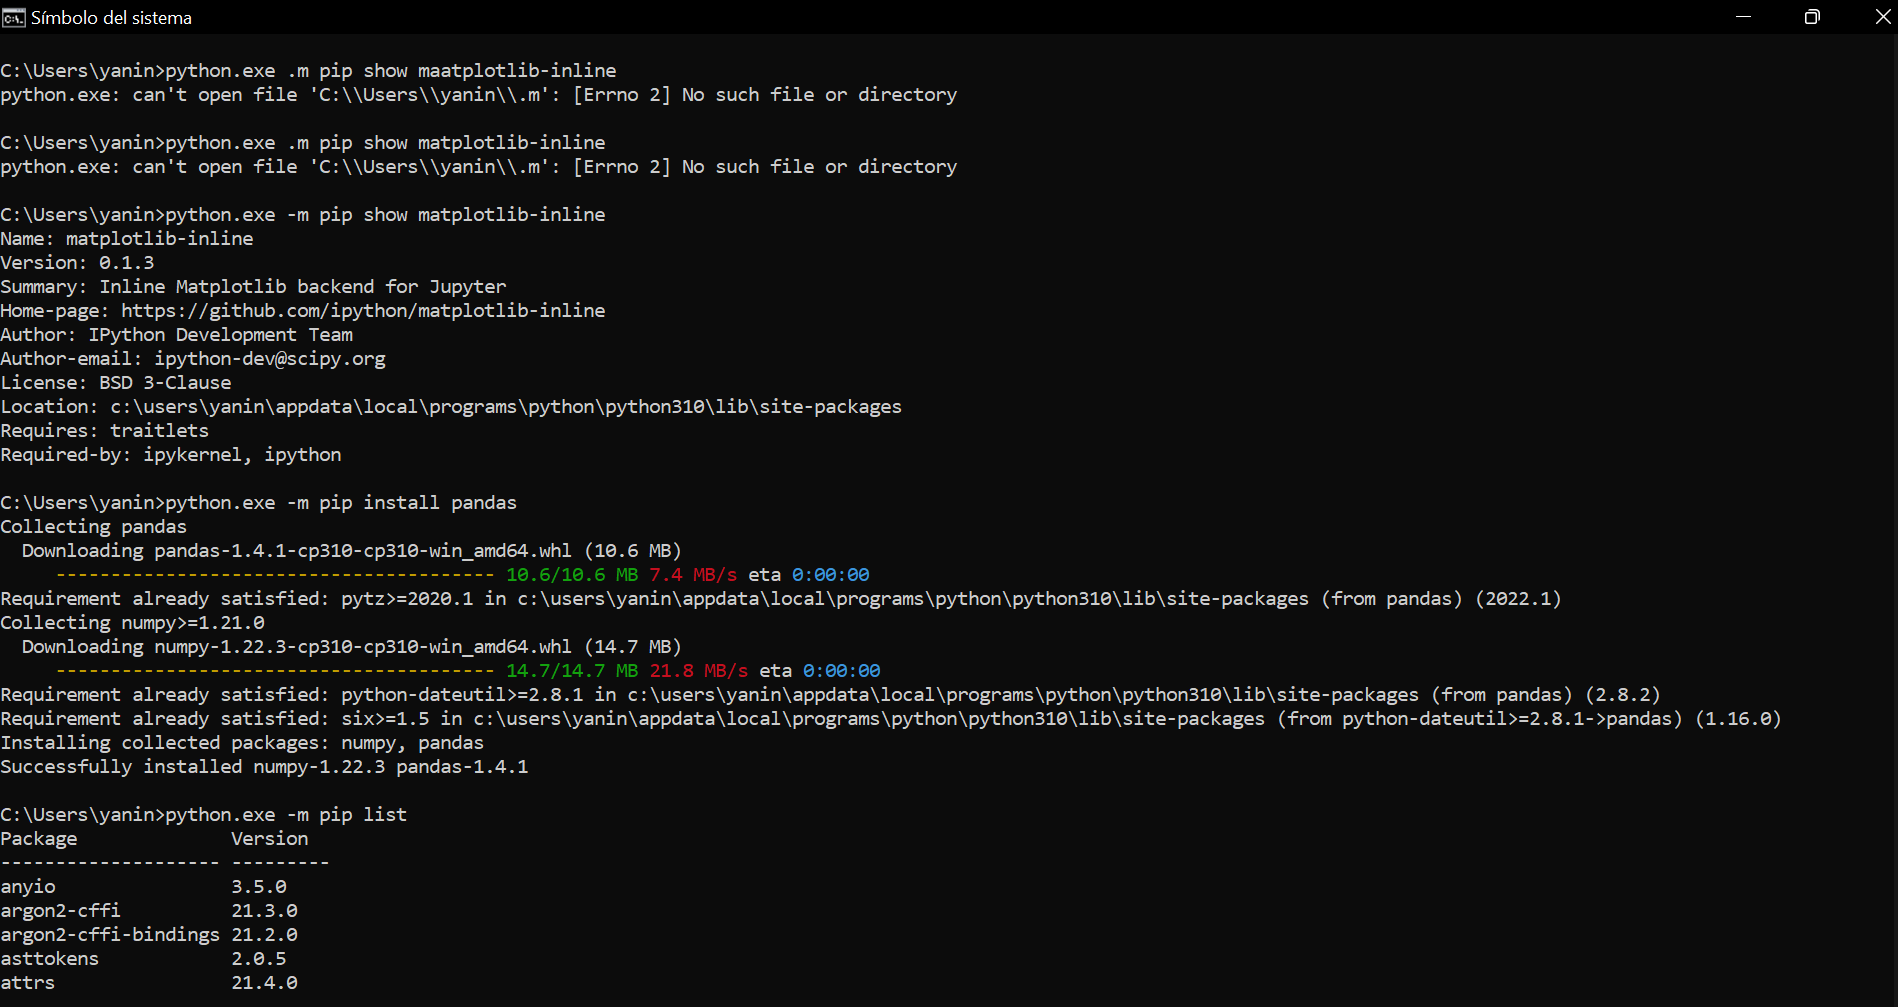 Símbolo del sistema
C:\Users\yanin>python.exe .m pip show maatplotlib-inline
python.exe: can't open file 'C:\\Users\\yanin\\.m': [Errno 2] No such file or directory
C:\Users\yanin>python.exe .m pip show matplotlib-inline
python.exe: can't open file 'C:\\Users\\yanin\\.m': [Errno 2] No such file or directory
C:\Users\yanin>python.exe -m pip show matplotlib-inline
Name: matplotlib-inline
Version: 0.1.3
Summary: Inline Matplotlib backend for Jupyter
Home-page: https://github.com/ipython/matplotlib-inline
Author: IPython Development Team
Author-email: ipython-dev@scipy.org
License: BSD 3-Clause
Location: c:\users\yanin\appdata\local\programs\python\python310\lib\site-packages
Requires: traitlets
Required-by: ipykernel, ipython
C:\Users\yanin>python.exe -m pip install pandas
Collecting pandas
  Downloading pandas-1.4.1-cp310-cp310-win_amd64.whl (10.6 MB)
     ---------------------------------------- 10.6/10.6 MB 7.4 MB/s eta 0:00:00
Requirement already satisfied: pytz>=2020.1 in c:\users\yanin\appdata\local\programs\python\python310\lib\site-packages (from pandas) (2022.1)
Collecting numpy>=1.21.0
  Downloading numpy-1.22.3-cp310-cp310-win_amd64.whl (14.7 MB)
     ---------------------------------------- 14.7/14.7 MB 21.8 MB/s eta 0:00:00
Requirement already satisfied: python-dateutil>=2.8.1 in c:\users\yanin\appdata\local\programs\python\python310\lib\site-packages (from pandas) (2.8.2)
Requirement already satisfied: six>=1.5 in c:\users\yanin\appdata\local\programs\python\python310\lib\site-packages (from python-dateutil>=2.8.1->pandas) (1.16.0)
Installing collected packages: numpy, pandas
Successfully installed numpy-1.22.3 pandas-1.4.1
C:\Users\yanin>python.exe -m pip list
Package              Version
-------------------- ---------
anyio                3.5.0
argon2-cffi          21.3.0
argon2-cffi-bindings 21.2.0
asttokens            2.0.5
attrs                21.4.0